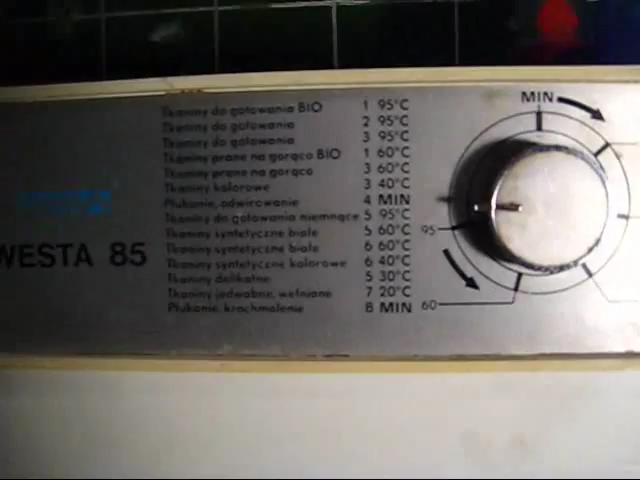 MIN
Tkaniny do gotowania BIO 1 95°C
Tkaniny do gotowania 2 95°C
Tkaniny do gotowania 3 95°C
Tkaniny prane na gorąco BIO 1 60°C
Tkaniny prane na gorąco 3 60°C
Tkaniny kolorowe 3 40°C
Płukanie, odwirowanie 4 MIN
Tkaniny do gotowania niemnące 5 95°C
Tkaniny syntetyczne białe 5 60°C
Tkaniny syntetyczne białe 6 60°C
Tkaniny syntetyczne kolorowe 6 40°C
Tkaniny delikatne 5 30°C
Tkaniny jedwabne, wełniane 7 20°C
Płukanie, krochmalenie 8 MIN
WESTA 85
95
60